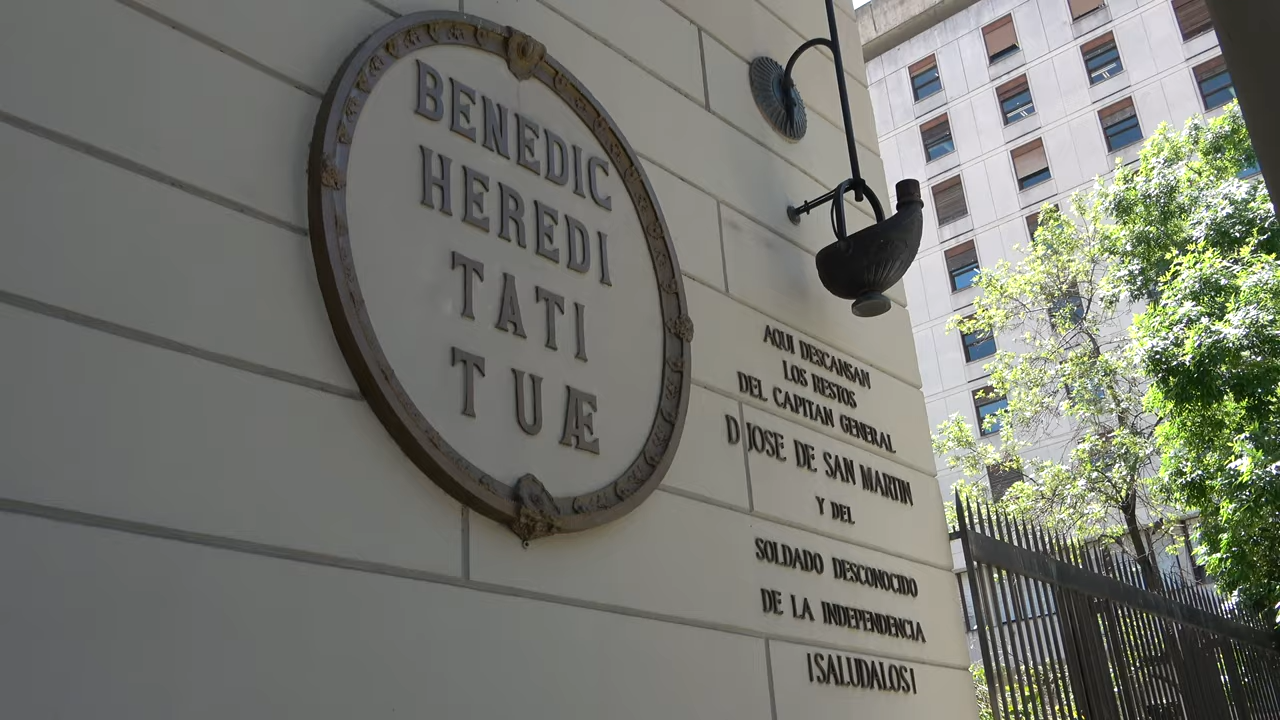 BENEDIC
HEREDI
TATI
TUÆ
AQUI DESCANSAN
LOS RESTOS
DEL CAPITAN GENERAL
D JOSE DE SAN MARTIN
Y DEL
SOLDADO DESCONOCIDO
DE LA INDEPENDENCIA
¡SALUDALOS!